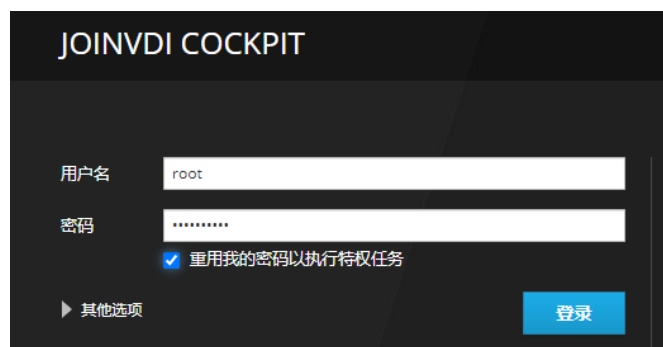 JOINVDI COCKPIT
用户名 root
密码 ••••••••••
重用我的密码以执行特权任务
其他选项 登录